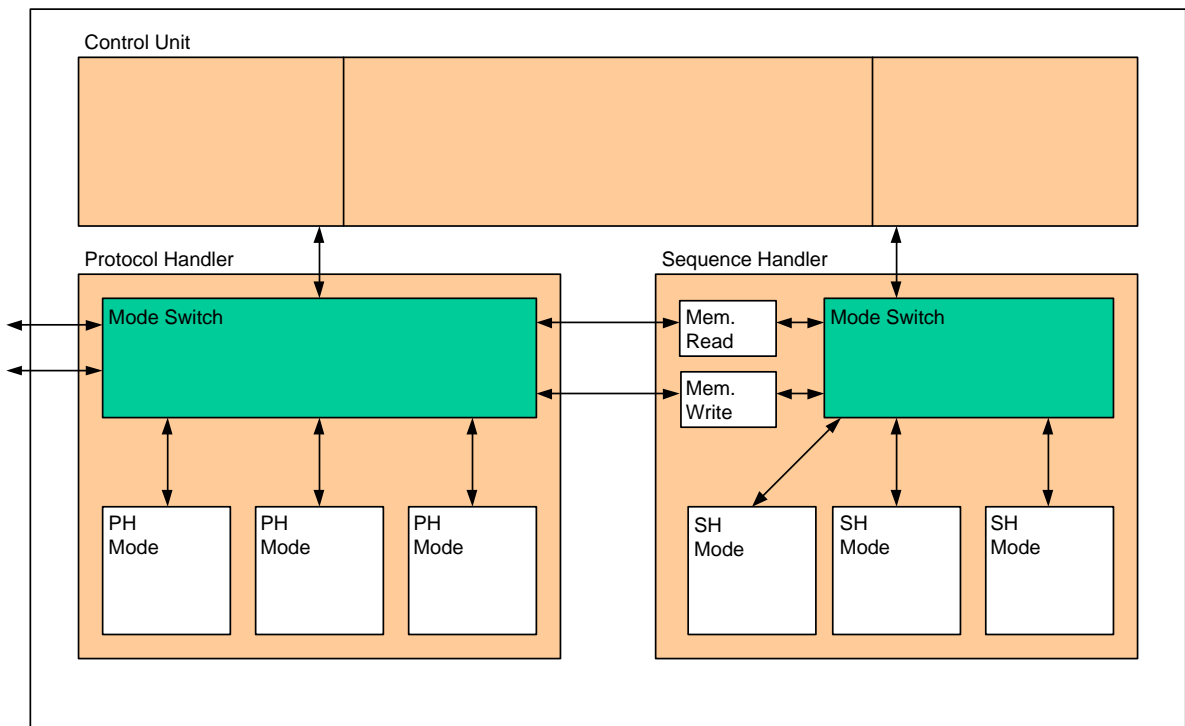 Control Unit
Protocol Handler
Sequence Handler
Mode Switch
Mem.
Read
Mode Switch
Mem.
Write
PH
Mode
PH
Mode
PH
Mode
SH
Mode
SH
Mode
SH
Mode